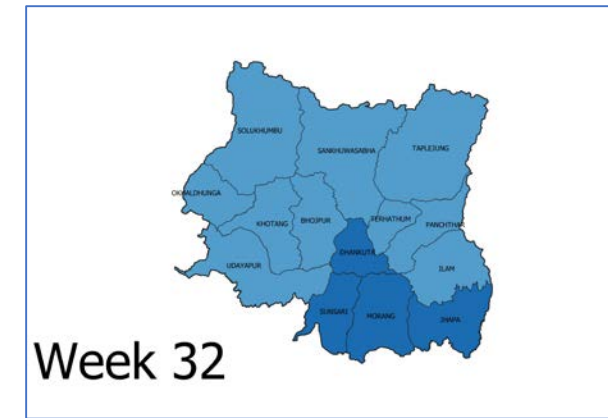 SOLUKHUMBU
SANKHUWASABHA
TAPLEJUNG
OKHALDHUNGA
KHOTANG
BHOJPUR
TERHATHUM
PANCHTHAR
DHANKUTA
UDAYAPUR
ILAM
SUNSARI
MORANG
JHAPA
Week 32